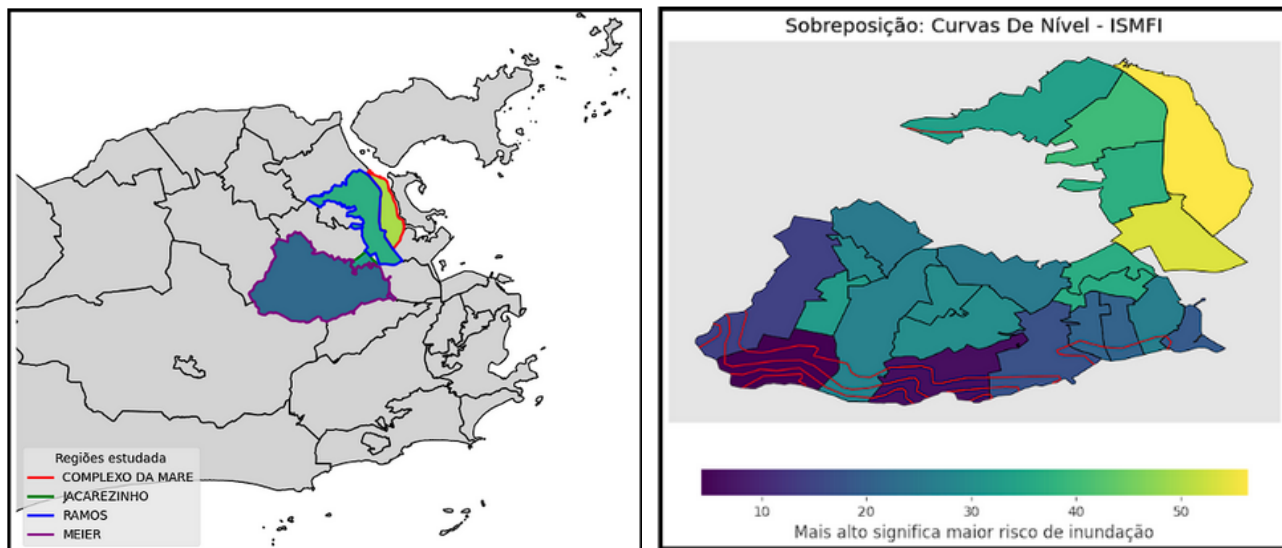 Regiões estudada
COMPLEXO DA MARE
JACAREZINHO
RAMOS
MEIER
Sobreposição: Curvas De Nível - ISMFI
10 20 30 40 50
Mais alto significa maior risco de inundação